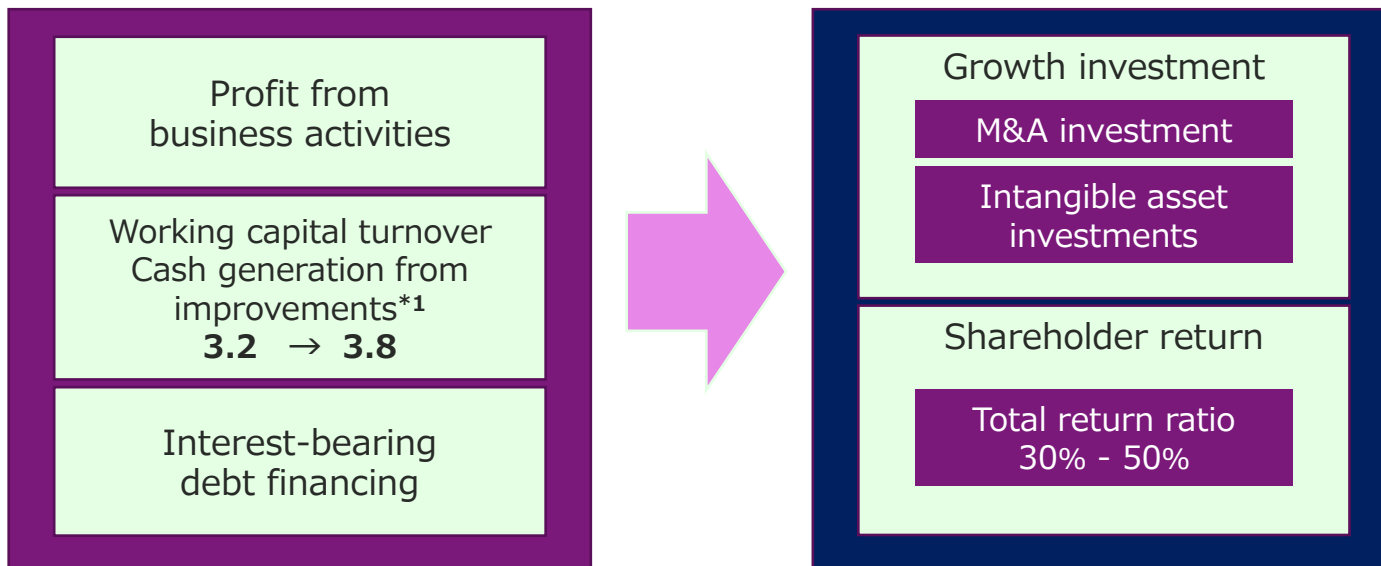 Profit from
business activities
Working capital turnover
Cash generation from
improvements*1
3.2 → 3.8
Interest-bearing
debt financing
Growth investment
M&A investment
Intangible asset
investments
Shareholder return
Total return ratio
30% - 50%